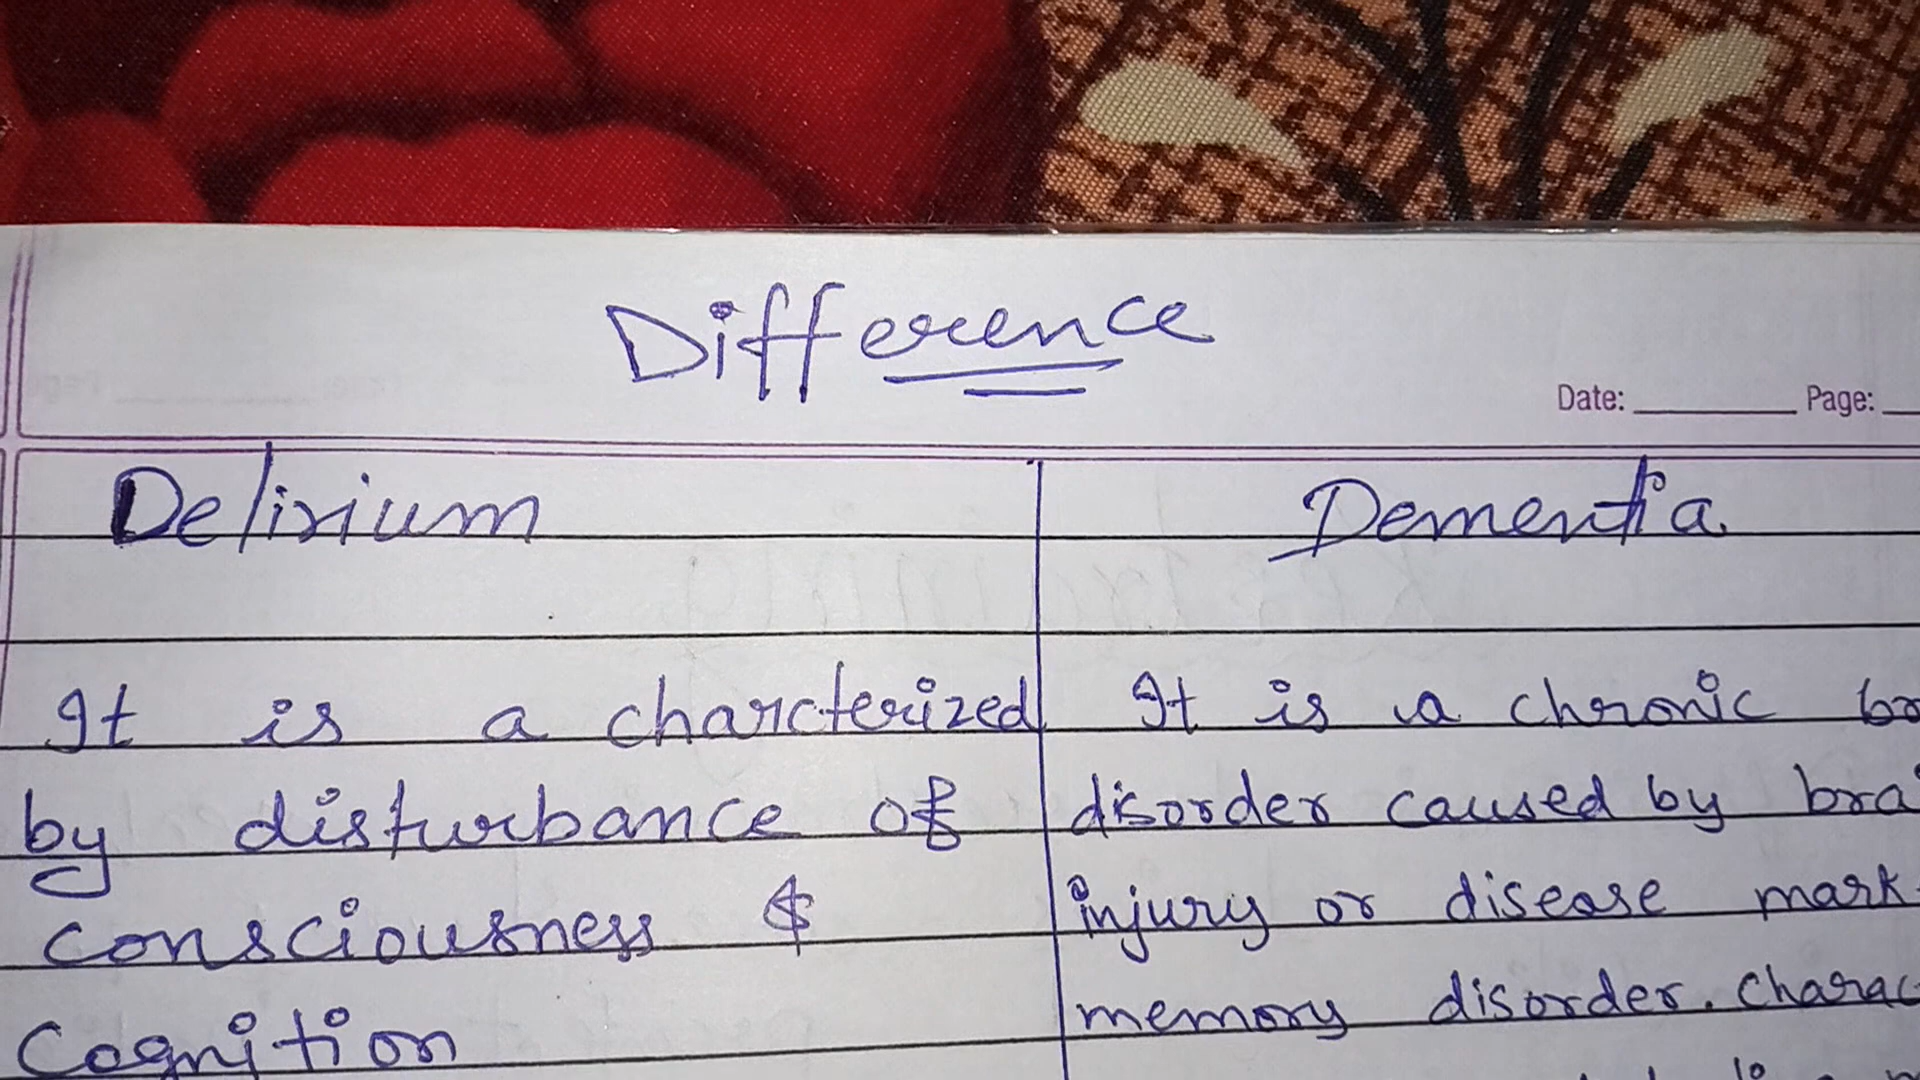 Difference
Date: Page:
Delirium
Dementia
It is a charcterized
by disturbance of
consciousness &
Cognition
It is a chronic
disorder caused by
injury or disease
memory disorder.